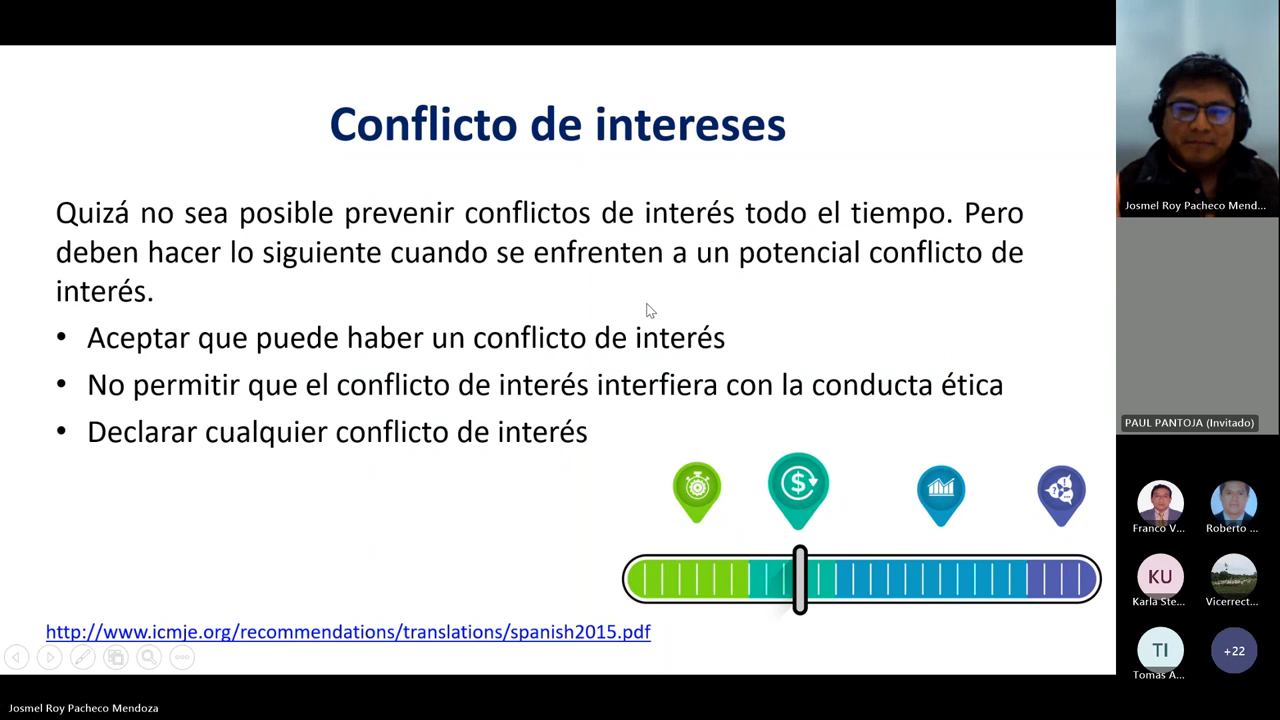 Conflicto de intereses
Quizá no sea posible prevenir conflictos de interés todo el tiempo. Pero
deben hacer lo siguiente cuando se enfrenten a un potencial conflicto de
interés.
• Aceptar que puede haber un conflicto de interés
• No permitir que el conflicto de interés interfiera con la conducta ética
• Declarar cualquier conflicto de interés
http://www.icmje.org/recommendations/translations/spanish2015.pdf
Josmel Roy Pacheco Mend...
PAUL PANTOJA (Invitado)
Franco V...
Roberto ...
KU
Karla Ste...
Vicerrect...
TI
Tomas A...
+22
Josmel Roy Pacheco Mendoza